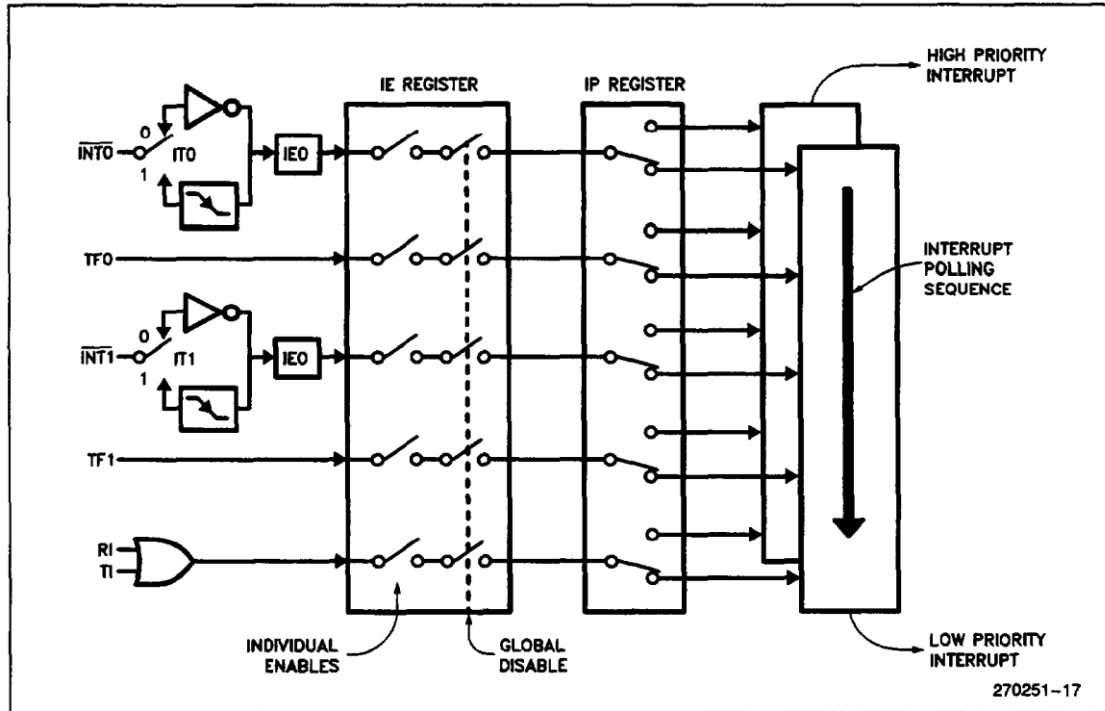 HIGH PRIORITY
INTERRUPT
IE REGISTER
IP REGISTER
0
INT0
IT0
IE0
1
TF0
INTERRUPT
POLLING
SEQUENCE
0
INT1
IT1
IE0
1
TF1
RI
TI
INDIVIDUAL
ENABLES
GLOBAL
DISABLE
LOW PRIORITY
INTERRUPT
270251-17